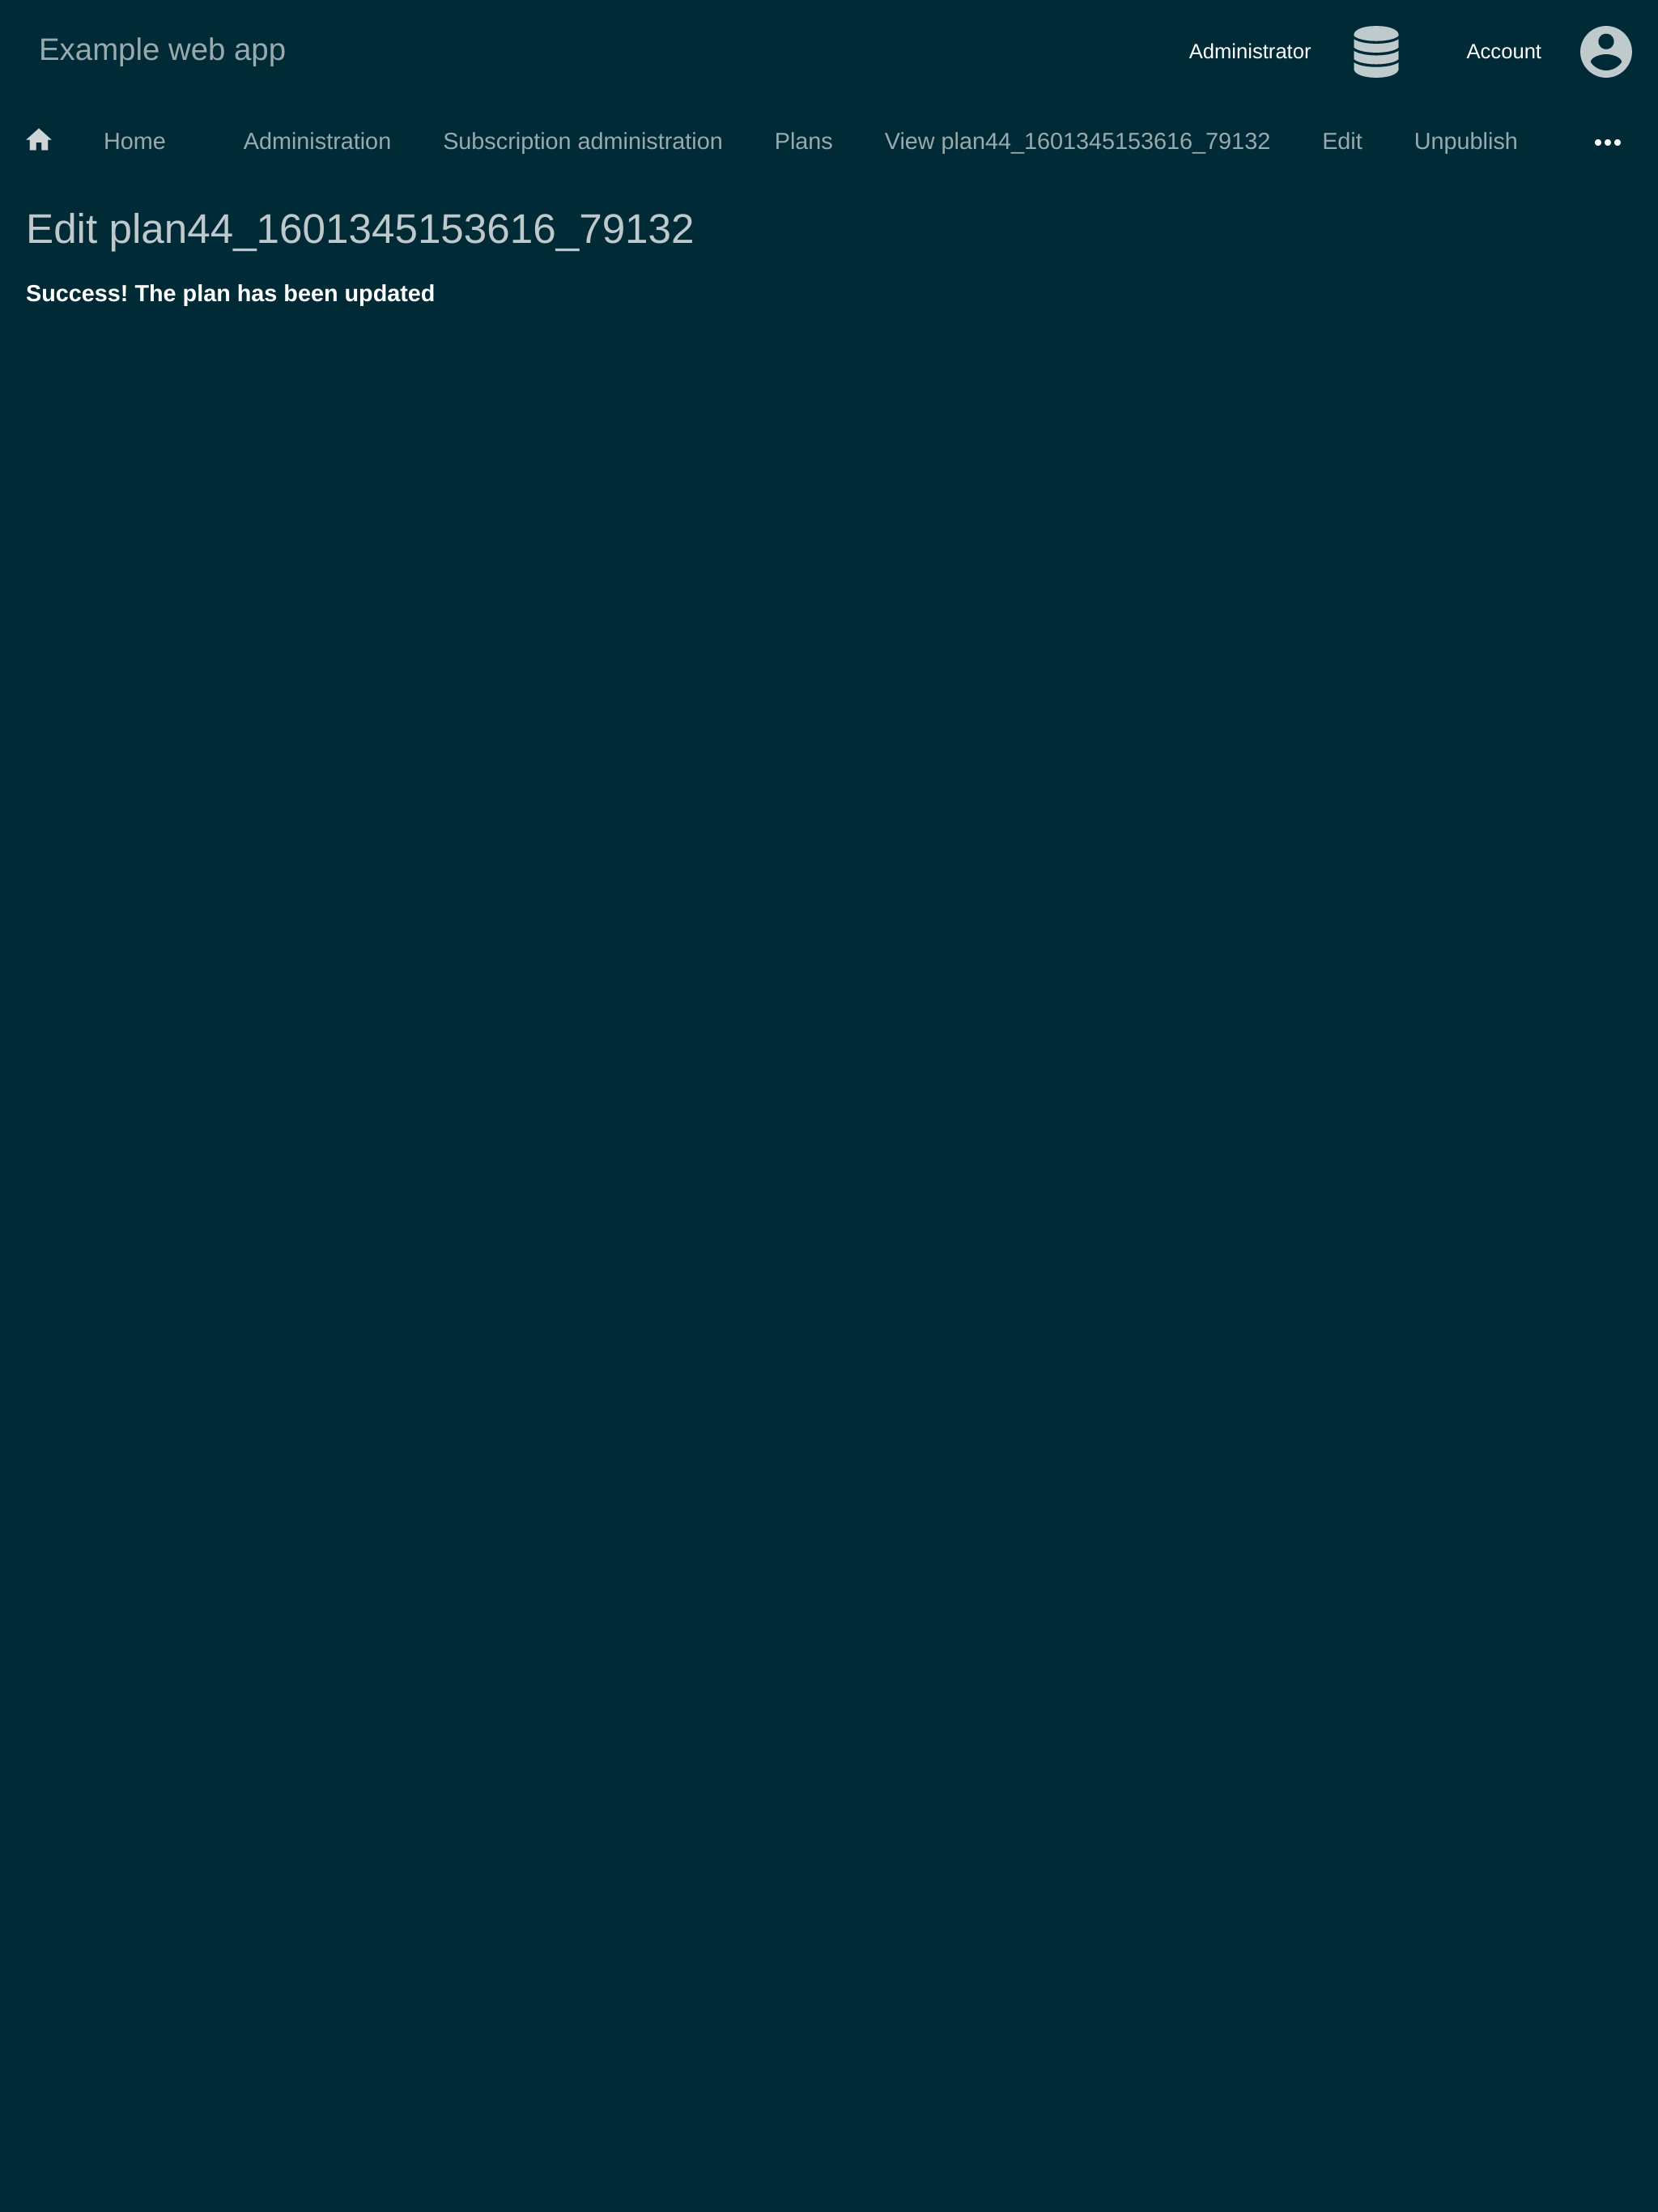 Example web app
Administrator Account
Home Administration Subscription administration Plans View plan44_1601345153616_79132 Edit Unpublish
Edit plan44_1601345153616_79132
Success! The plan has been updated